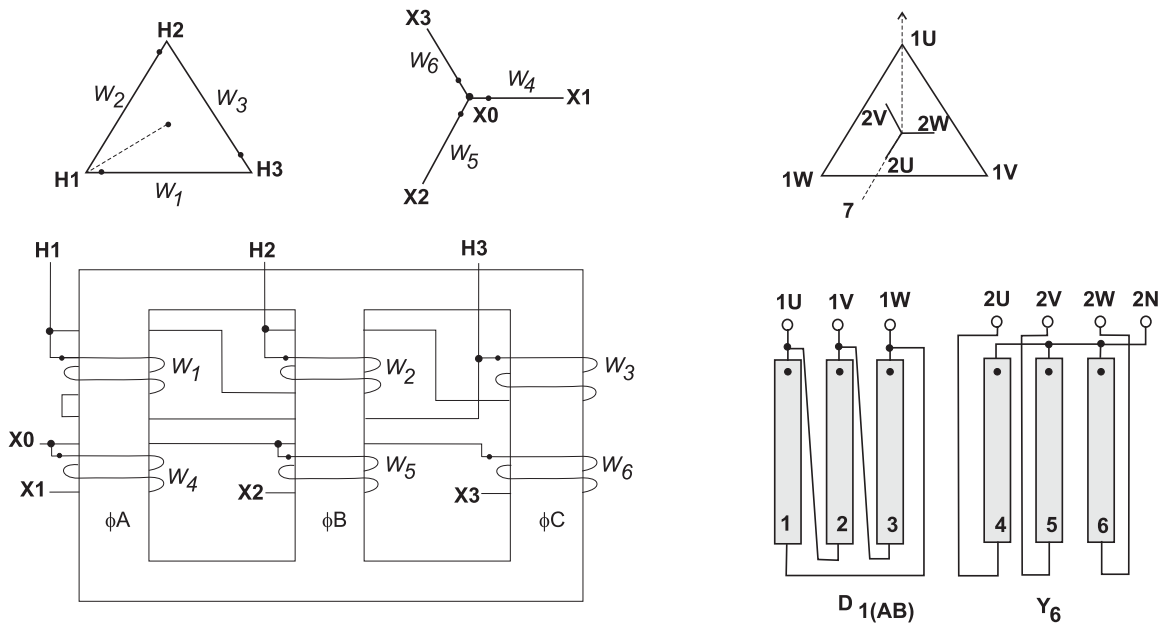 H2
W2
W3
H1
W1
H3
X3
W6
W4
X0
X1
W5
X2
1U
2V
2W
2U
1W
1V
7
H1
H2
H3
W1
W2
W3
X0
X1
W4
X2
W5
X3
W6
ϕA
ϕB
ϕC
1U 1V 1W
2U 2V 2W 2N
1 2 3
4 5 6
D 1(AB)
Y6